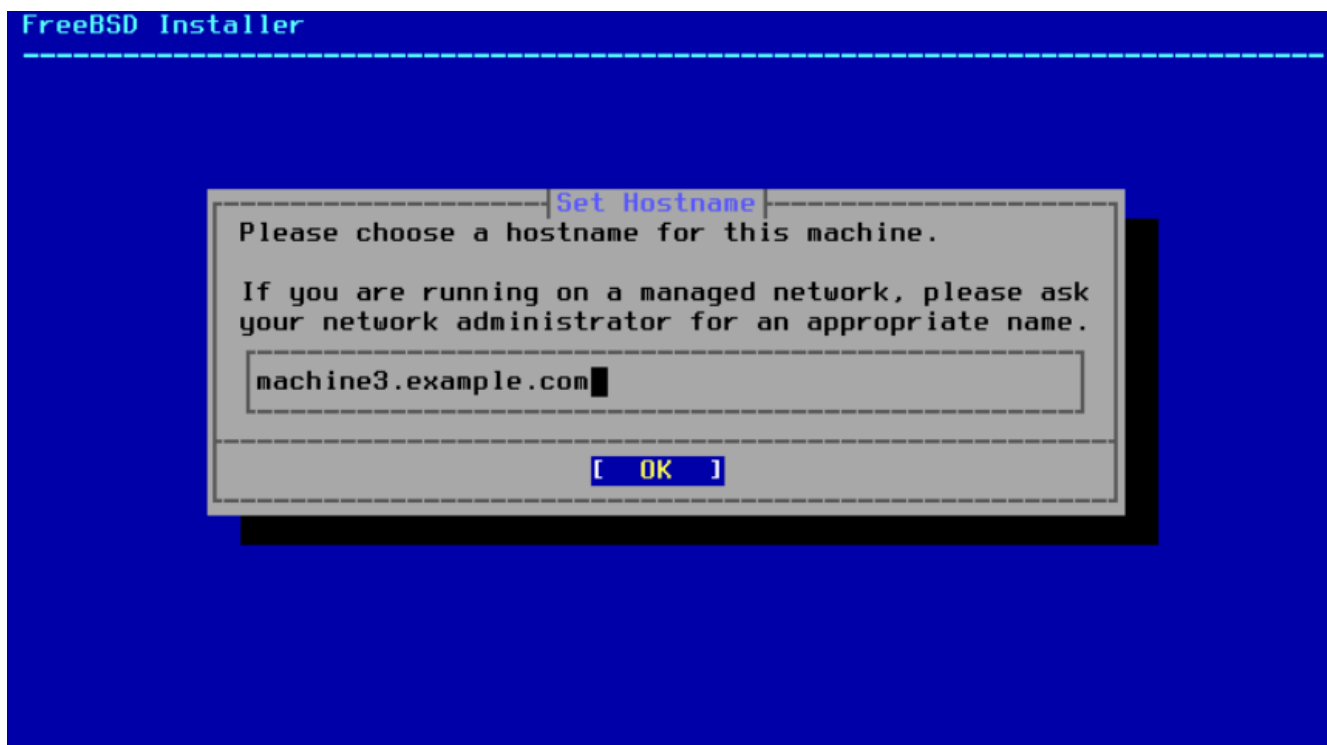 FreeBSD Installer
Set Hostname
Please choose a hostname for this machine.
If you are running on a managed network, please ask
your network administrator for an appropriate name.
machine3.example.com
[ OK ]